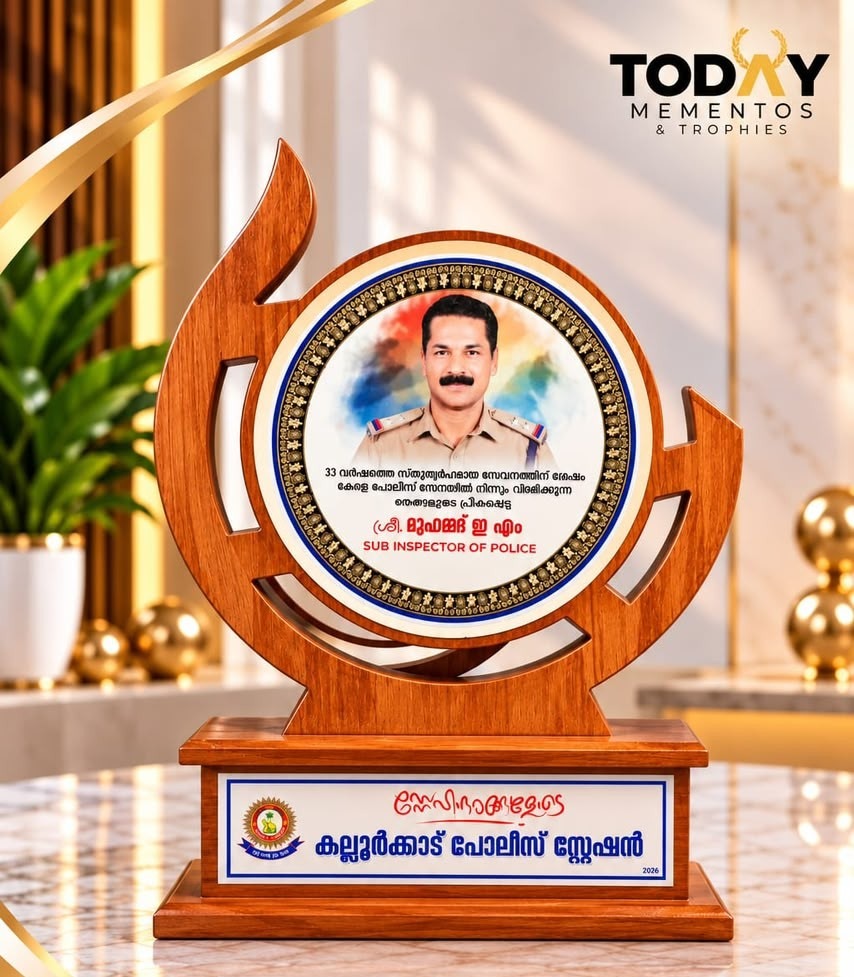 TODAY
MEMENTOS
& TROPHIES
33 വർഷത്തെ സ്തുത്യർഹമായ സേവനത്തിന് ശേഷം
കേരള പോലീസ് സേനയിൽ നിന്നും വിരമിക്കുന്ന
ഞങ്ങളുടെ പ്രിയപ്പെട്ട
ശ്രീ. മുഹമ്മദ് ഇ എം
SUB INSPECTOR OF POLICE
സ്നേഹാദരങ്ങളോടെ
കല്ലൂർക്കാട് പോലീസ് സ്റ്റേഷൻ
2026